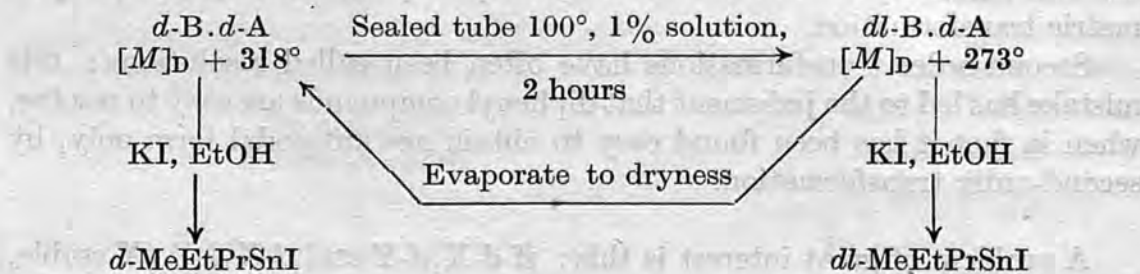 d-B.d-A Sealed tube 100°, 1% solution, dl-B.d-A
[M]D + 318° 2 hours [M]D + 273°
KI, EtOH Evaporate to dryness KI, EtOH
d-MeEtPrSnI dl-MeEtPrSnI